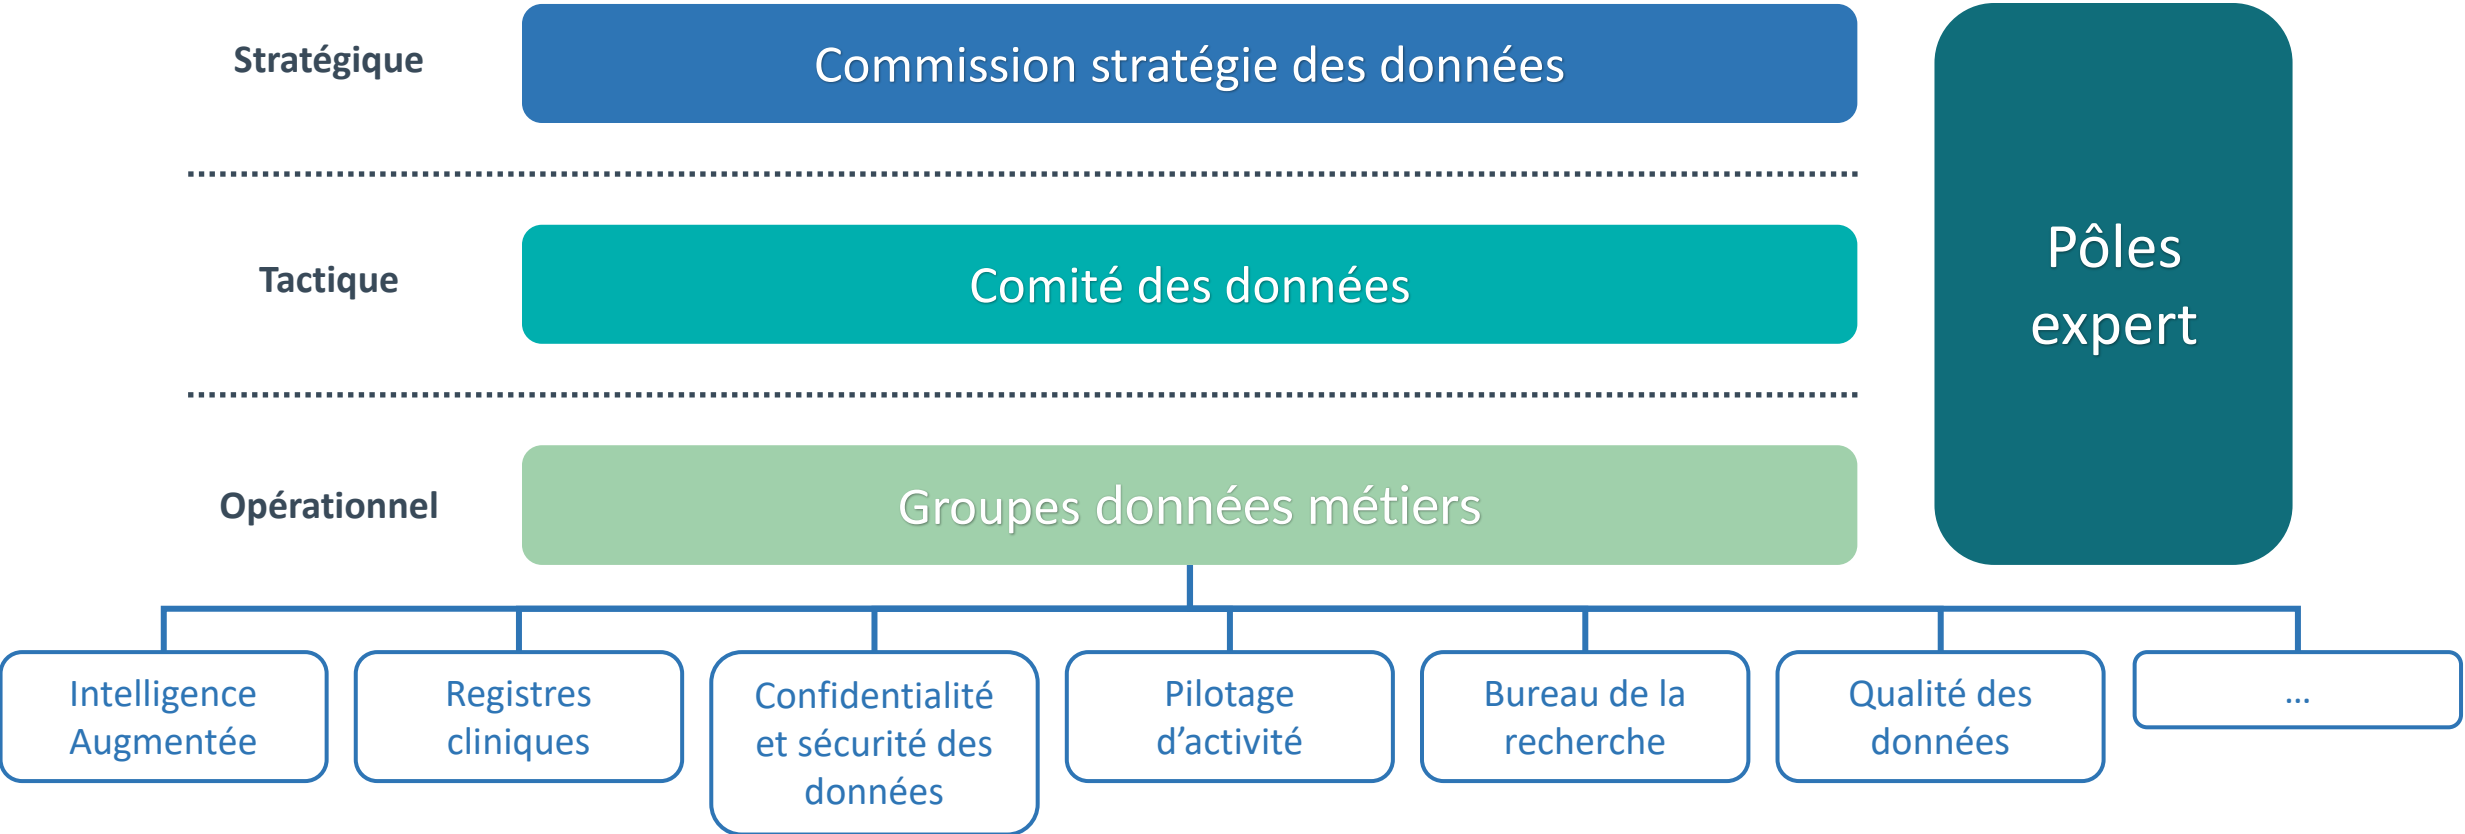 Stratégique
Commission stratégie des données
Tactique
Comité des données
Pôles
expert
Opérationnel
Groupes données métiers
Intelligence
Augmentée
Registres
cliniques
Confidentialité
et sécurité des
données
Pilotage
d’activité
Bureau de la
recherche
Qualité des
données
...